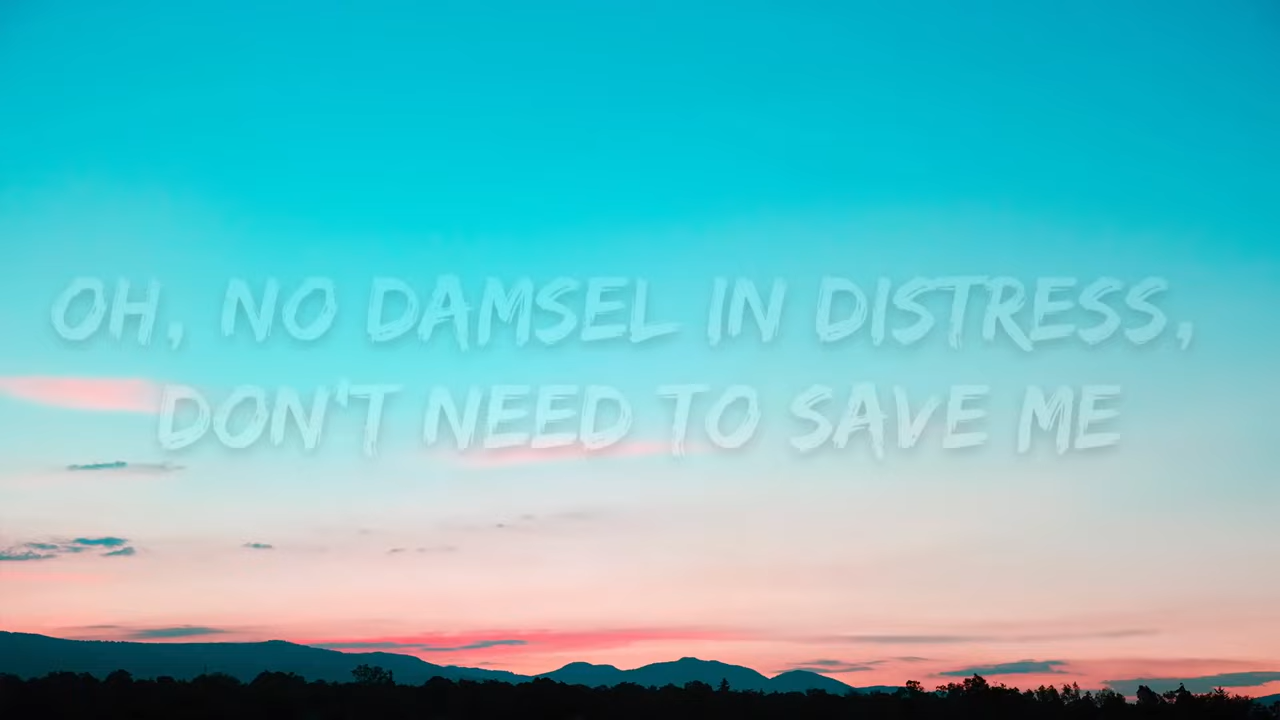 OH, NO DAMSEL IN DISTRESS,
DON'T NEED TO SAVE ME